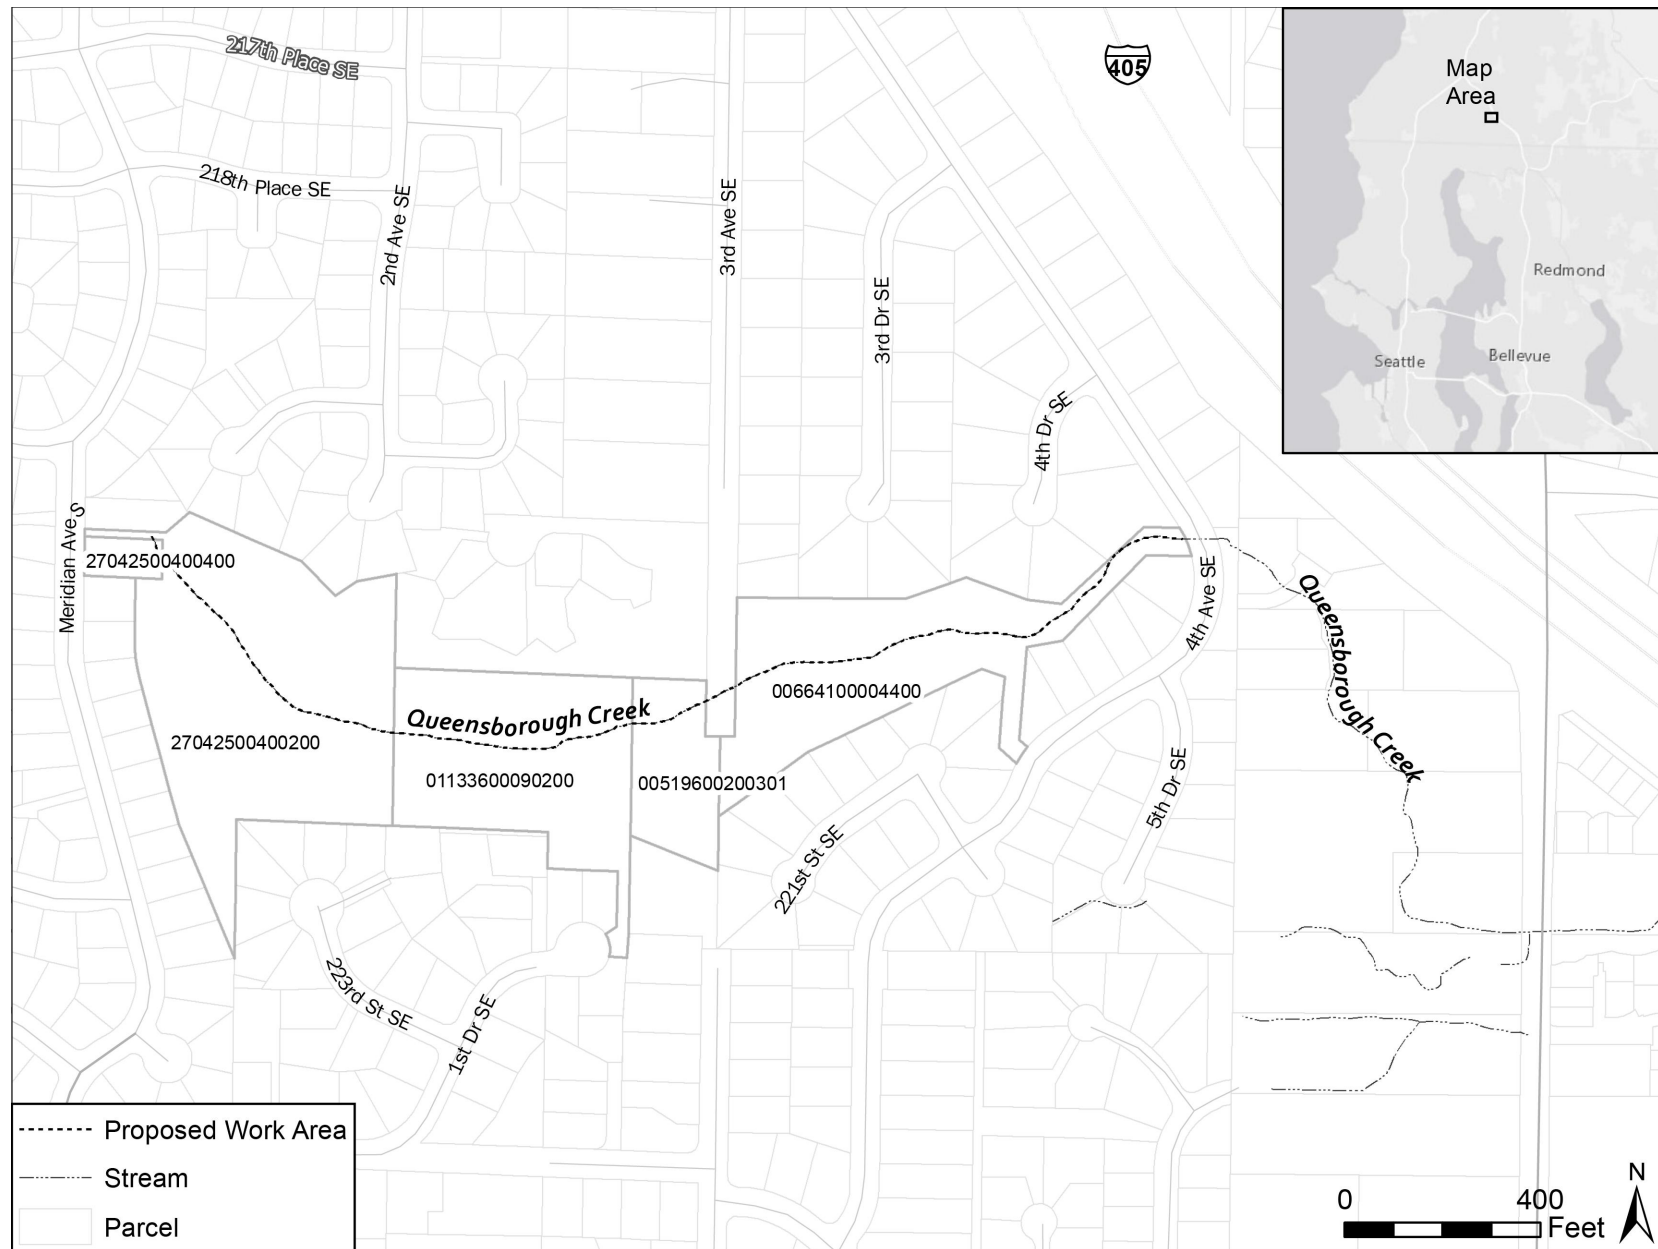 217th Place SE
405
Map
Area
218th Place SE
2nd Ave SE
3rd Ave SE
3rd Dr SE
Redmond
Seattle
Bellevue
4th Dr SE
Meridian Ave S
27042500400400
4th Ave SE
Queensborough Creek
Queensborough Creek
00664100004400
27042500400200
01133600090200
00519600200301
5th Dr SE
221st St SE
223rd St SE
1st Dr SE
Proposed Work Area
Stream
Parcel
N
0 400
Feet